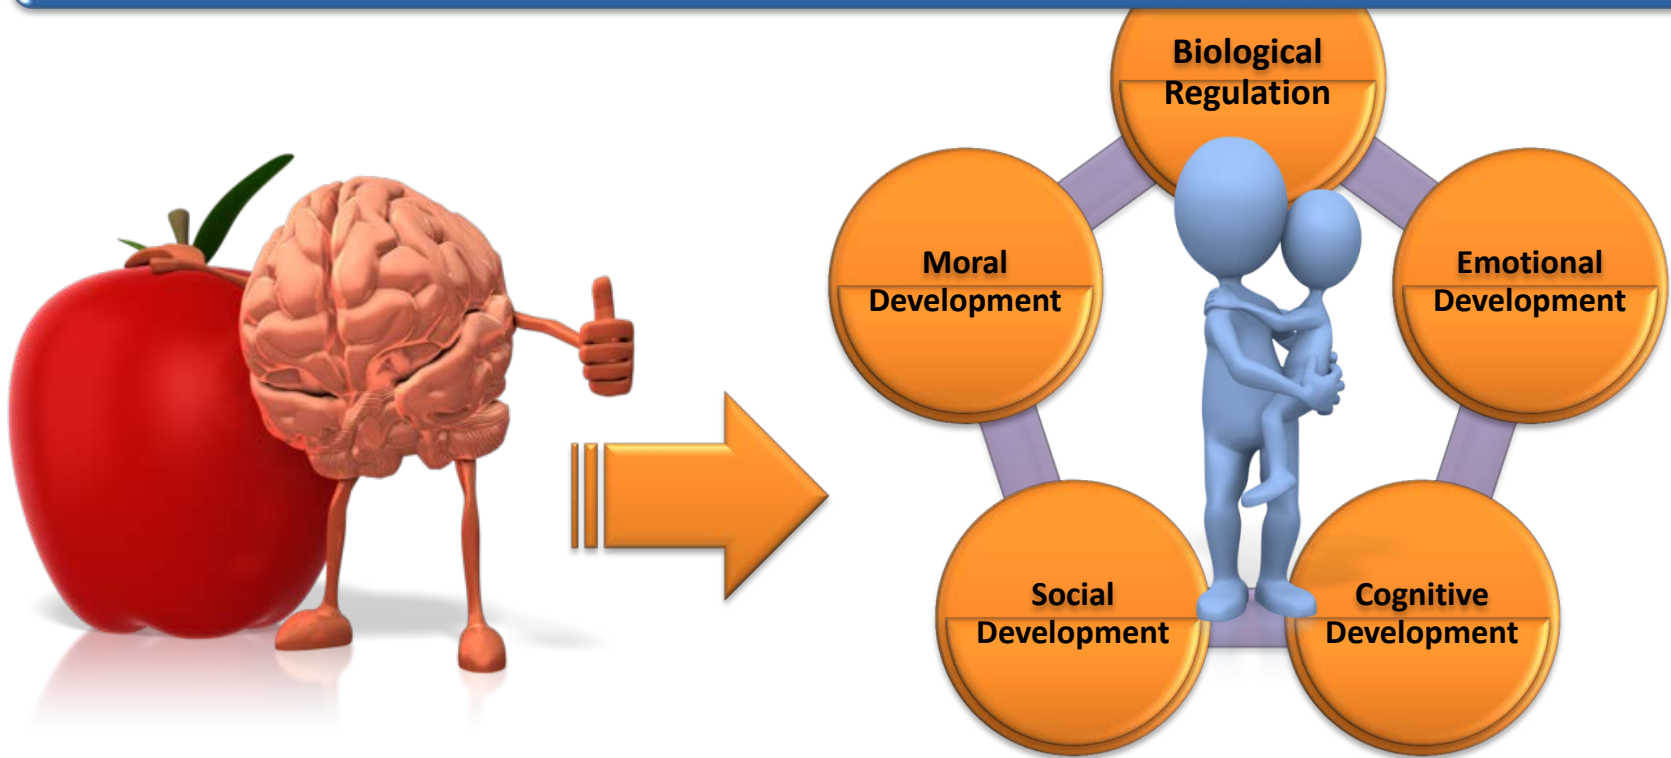 Biological
Regulation
Moral
Development
Emotional
Development
Social
Development
Cognitive
Development